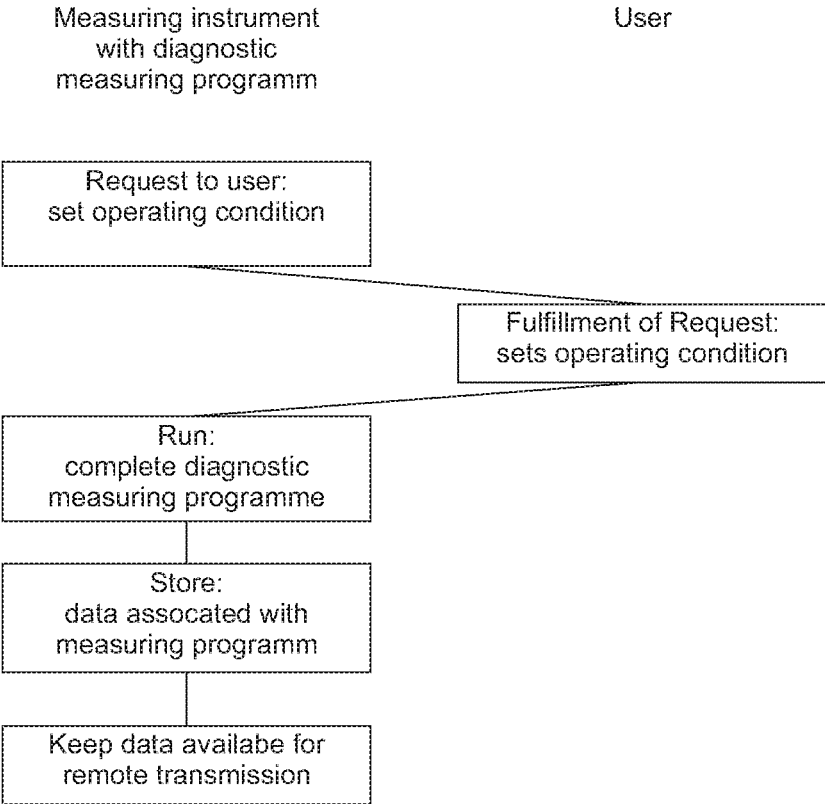 Measuring instrument
with diagnostic
measuring programm
User
Request to user:
set operating condition
Fulfillment of Request:
sets operating condition
Run:
complete diagnostic
measuring programme
Store:
data assocated with
measuring programm
Keep data availabe for
remote transmission